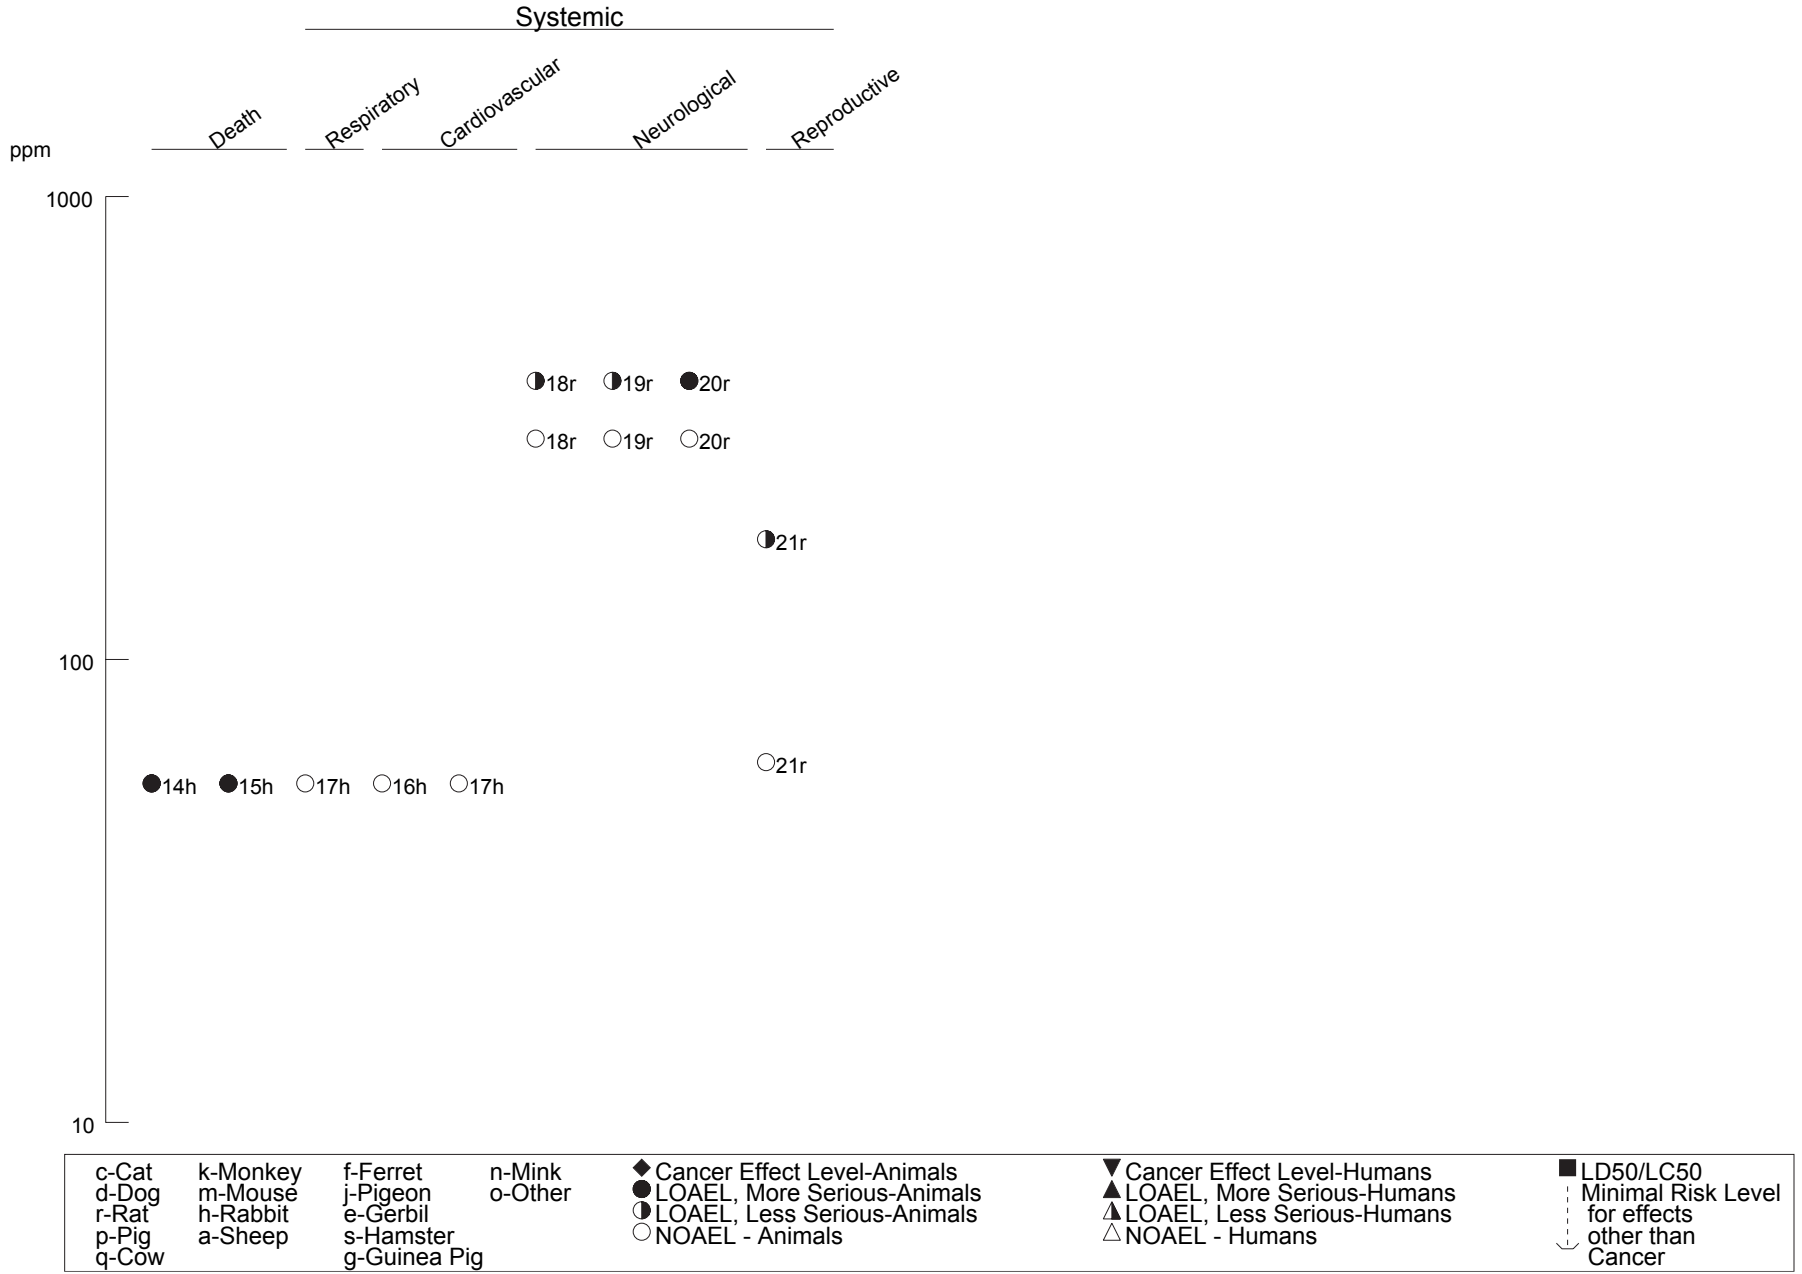 Systemic
Death Respiratory Cardiovascular Neurological Reproductive
ppm
1000
18r 19r 20r
18r 19r 20r
21r
100
21r
14h 15h 17h 16h 17h
10
c-Cat k-Monkey f-Ferret n-Mink Cancer Effect Level-Animals Cancer Effect Level-Humans LD50/LC50
d-Dog m-Mouse j-Pigeon o-Other LOAEL, More Serious-Animals LOAEL, More Serious-Humans Minimal Risk Level
r-Rat h-Rabbit e-Gerbil LOAEL, Less Serious-Animals LOAEL, Less Serious-Humans for effects
p-Pig a-Sheep s-Hamster NOAEL - Animals NOAEL - Humans other than
q-Cow g-Guinea Pig Cancer